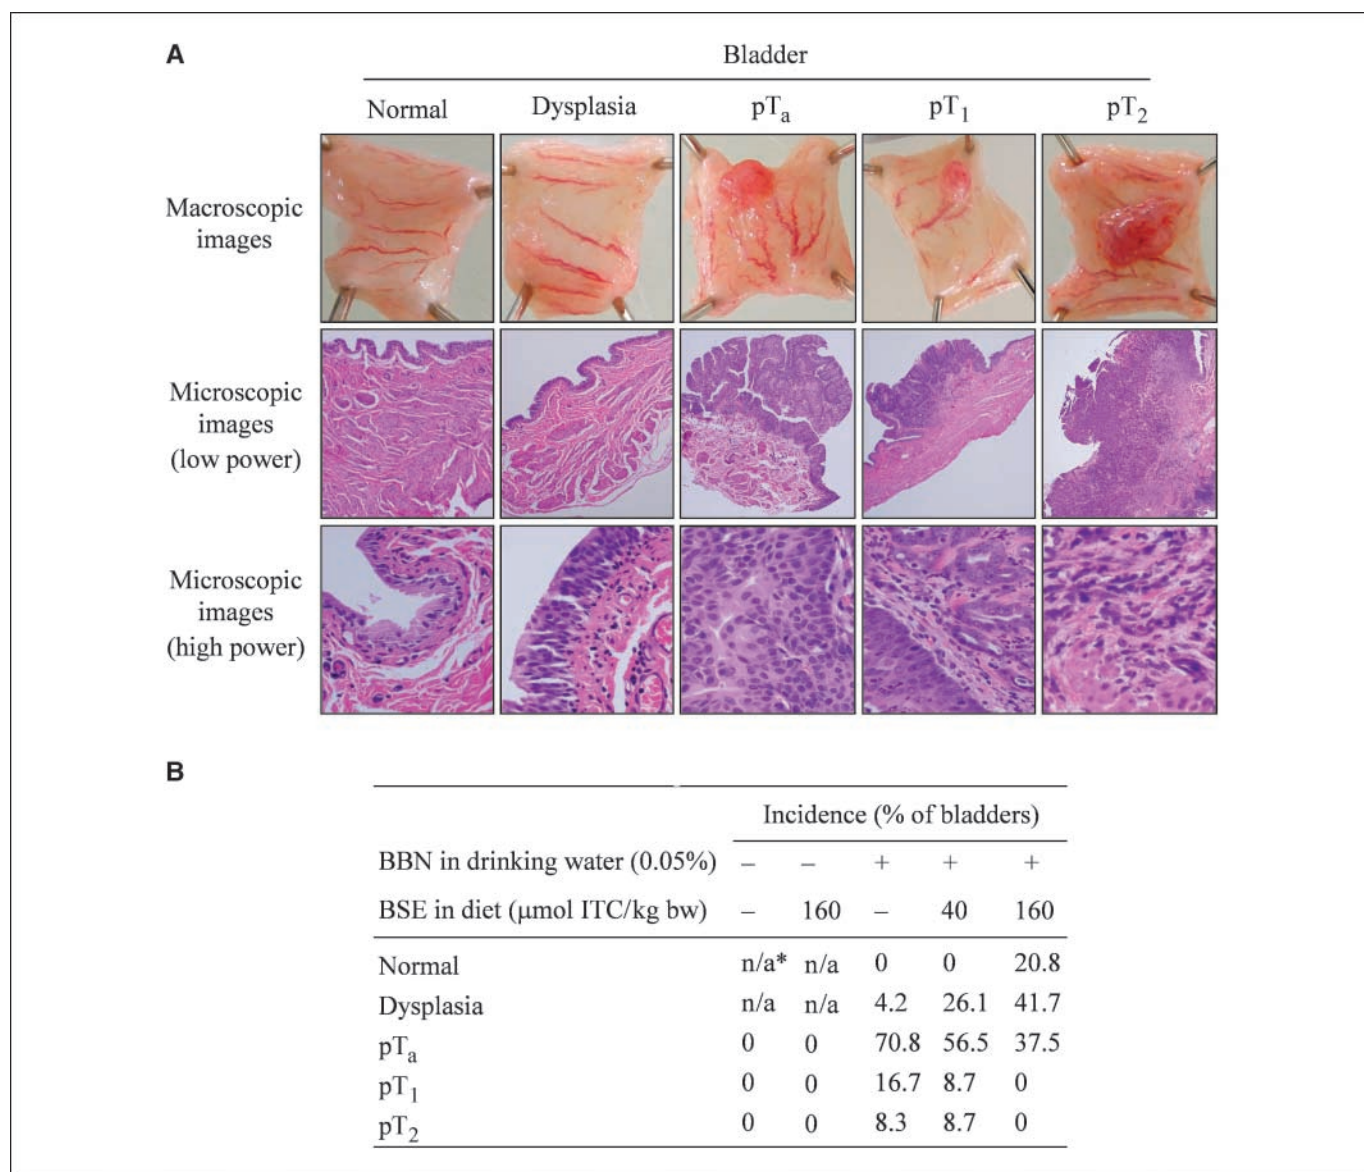 A
Bladder
Normal Dysplasia pTa pT1 pT2
Macroscopic
images
Microscopic
images
(low power)
Microscopic
images
(high power)
B
Incidence (% of bladders)
BBN in drinking water (0.05%) – – + + +
BSE in diet (μmol ITC/kg bw) – 160 – 40 160
Normal n/a* n/a 0 0 20.8
Dysplasia n/a n/a 4.2 26.1 41.7
pTa 0 0 70.8 56.5 37.5
pT1 0 0 16.7 8.7 0
pT2 0 0 8.3 8.7 0